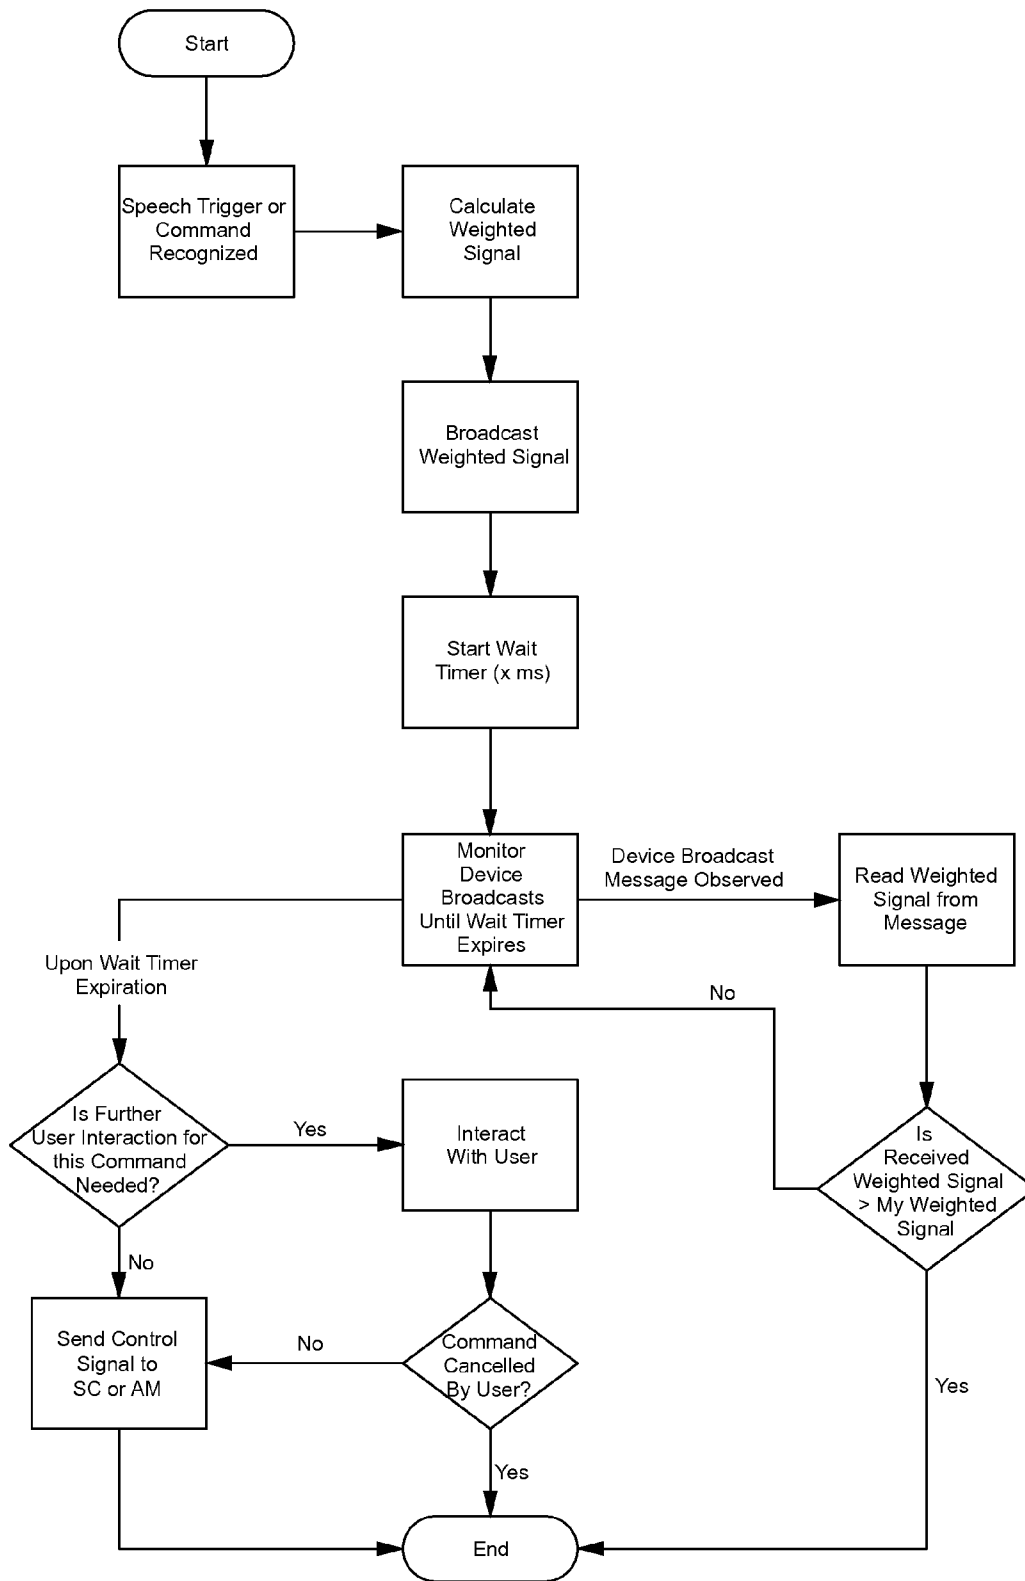 Start
Speech Trigger or
Command
Recognized
Calculate
Weighted
Signal
Broadcast
Weighted Signal
Start Wait
Timer (x ms)
Monitor
Device
Broadcasts
Until Wait Timer
Expires
Device Broadcast
Message Observed
Read Weighted
Signal from
Message
Upon Wait Timer
Expiration
No
Is Further
User Interaction for
this Command
Needed?
Yes
Interact
With User
Is
Received
Weighted Signal
> My Weighted
Signal
No
Send Control
Signal to
SC or AM
No
Command
Cancelled
By User?
Yes
Yes
End